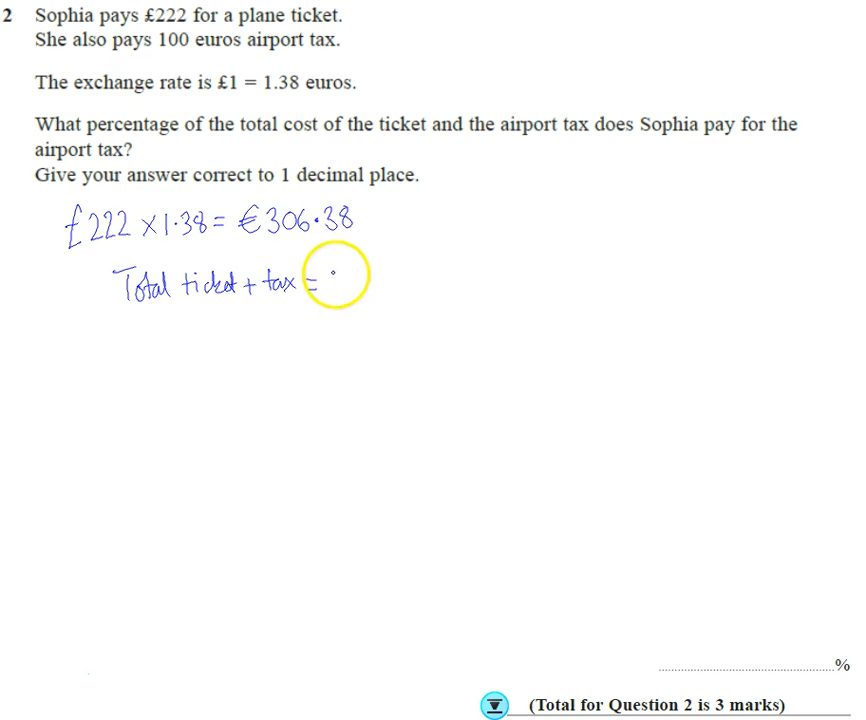 2 Sophia pays £222 for a plane ticket.
She also pays 100 euros airport tax.
The exchange rate is £1 = 1.38 euros.
What percentage of the total cost of the ticket and the airport tax does Sophia pay for the
airport tax?
Give your answer correct to 1 decimal place.
£222 × 1·38 = €306·38
Total ticket + tax =
%
(Total for Question 2 is 3 marks)